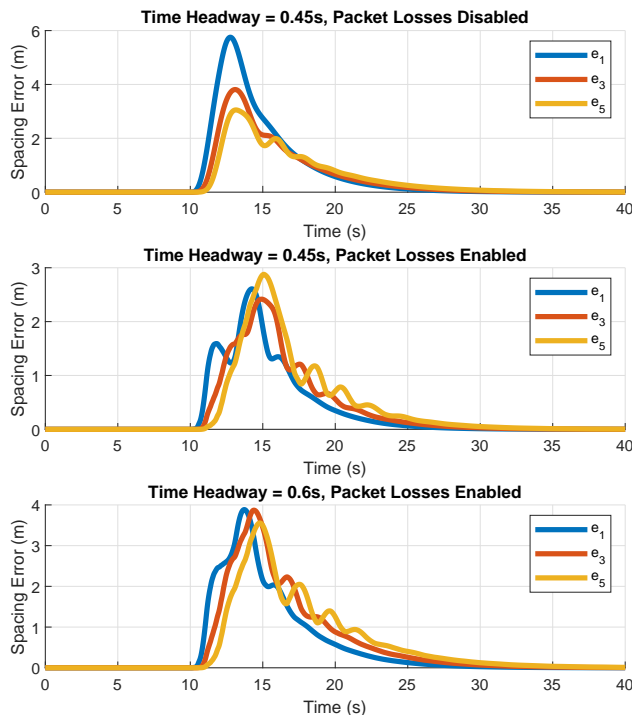 Time Headway = 0.45s, Packet Losses Disabled
Spacing Error (m)
6
4
2
0
e1
e3
e5
0 5 10 15 20 25 30 35 40
Time (s)
Time Headway = 0.45s, Packet Losses Enabled
Spacing Error (m)
3
2
1
0
e1
e3
e5
0 5 10 15 20 25 30 35 40
Time (s)
Time Headway = 0.6s, Packet Losses Enabled
Spacing Error (m)
4
3
2
1
0
e1
e3
e5
0 5 10 15 20 25 30 35 40
Time (s)